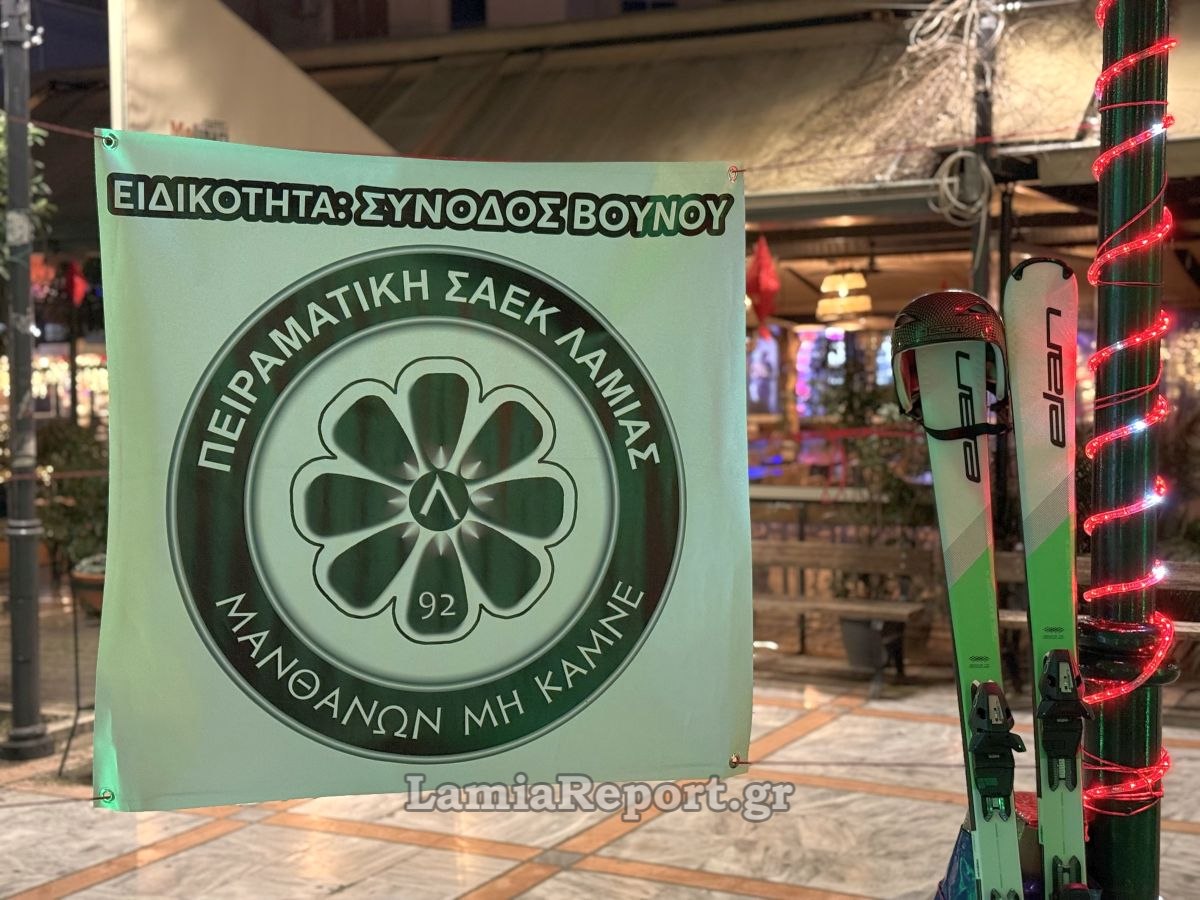 ΕΙΔΙΚΟΤΗΤΑ: ΣΥΝΟΔΟΣ ΒΟΥΝΟΥ
ΠΕΙΡΑΜΑΤΙΚΗ ΣΑΕΚ ΛΑΜΙΑΣ
Λ
92
ΜΑΝΘΑΝΩΝ ΜΗ ΚΑΜΝΕ
elan
elan
LamiaReport.gr